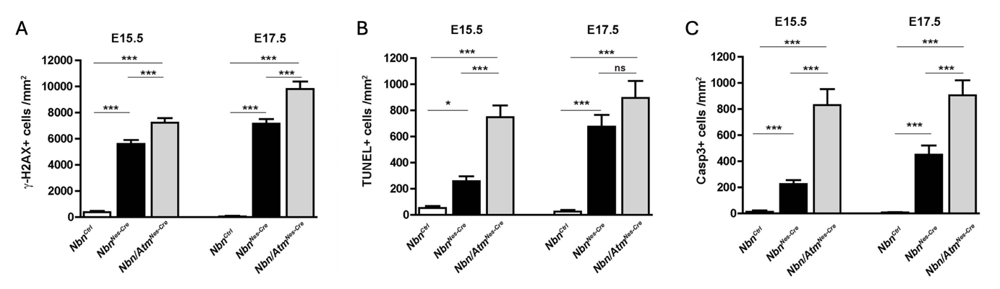 A
E15.5
E17.5
γ-H2AX+ cells /mm²
12000
10000
8000
6000
4000
2000
0
***
***
***
***
***
***
Nbn^Ctrl
Nbn^Nes-Cre
Nbn/Atm^Nes-Cre
Nbn^Ctrl
Nbn^Nes-Cre
Nbn/Atm^Nes-Cre
B
E15.5
E17.5
TUNEL+ cells /mm²
1200
1000
800
600
400
200
0
***
***
*
***
ns
***
Nbn^Ctrl
Nbn^Nes-Cre
Nbn/Atm^Nes-Cre
Nbn^Ctrl
Nbn^Nes-Cre
Nbn/Atm^Nes-Cre
C
E15.5
E17.5
Casp3+ cells /mm²
1200
1000
800
600
400
200
0
***
***
***
***
***
***
Nbn^Ctrl
Nbn^Nes-Cre
Nbn/Atm^Nes-Cre
Nbn^Ctrl
Nbn^Nes-Cre
Nbn/Atm^Nes-Cre